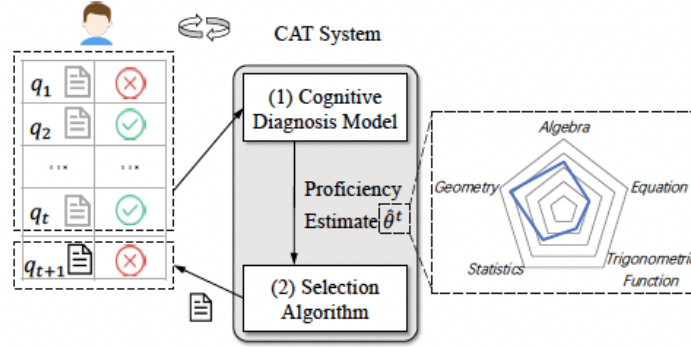 CAT System
q1
q2
...
...
qt
qt+1
(1) Cognitive
Diagnosis Model
Proficiency
Estimate θ̂^t
(2) Selection
Algorithm
Algebra
Geometry
Equation
Statistics
Trigonometric
Function